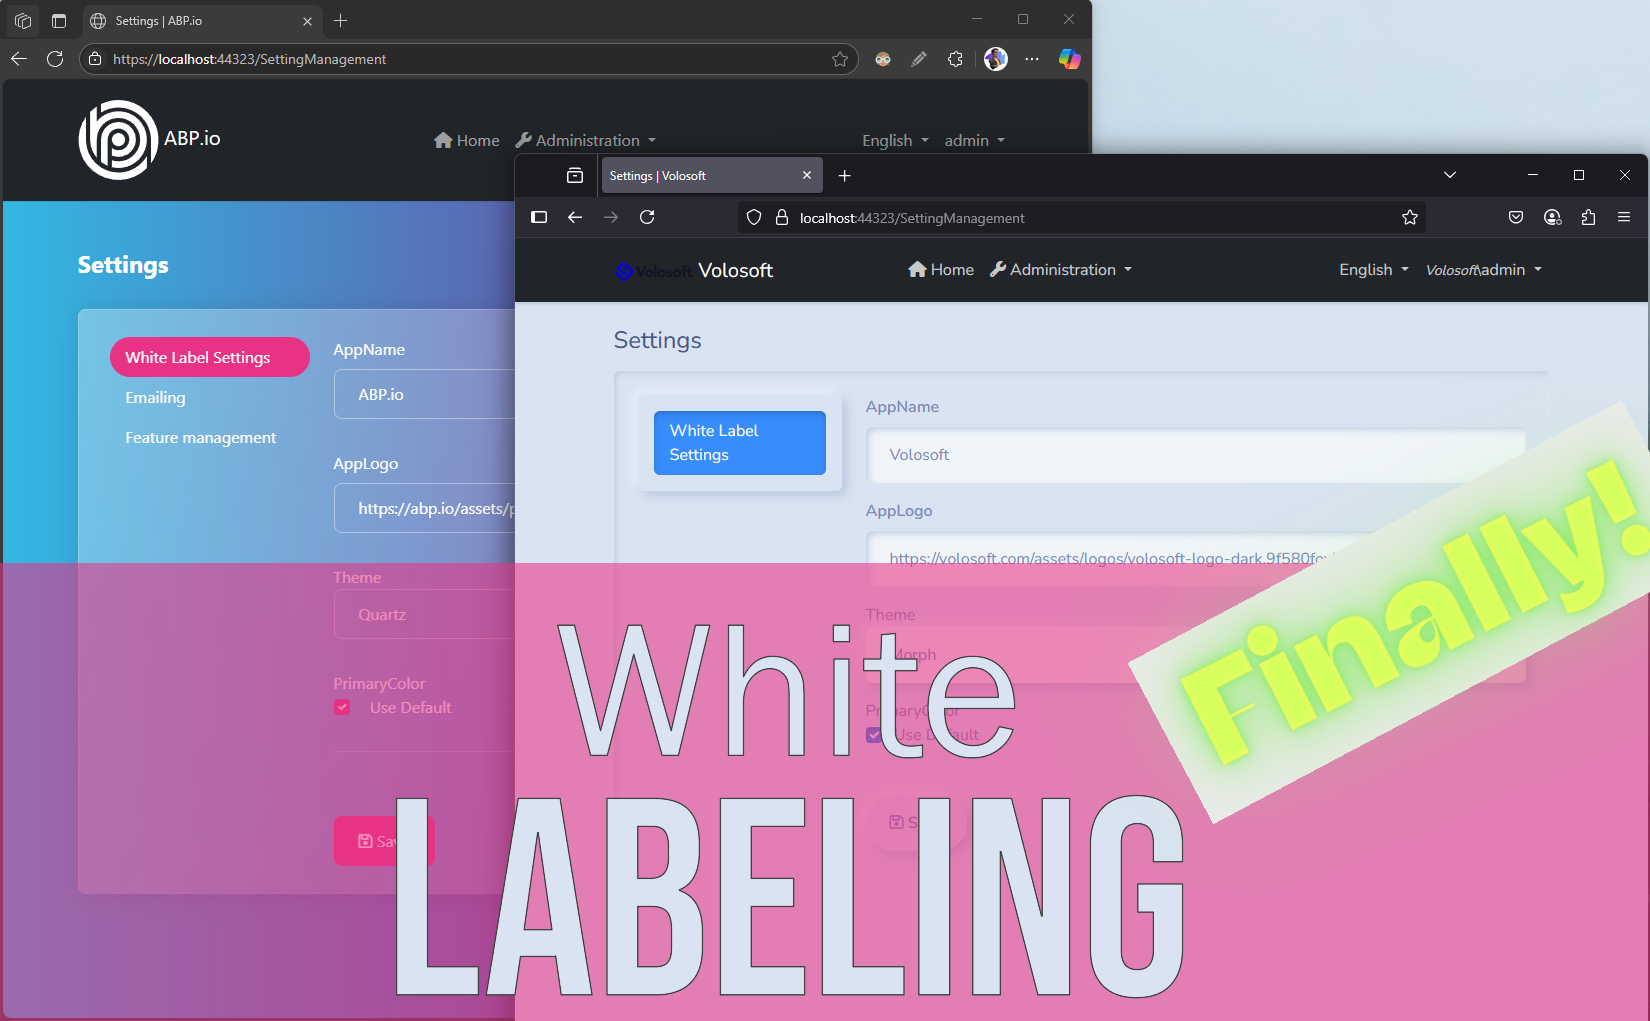 Settings | ABP.io
https://localhost:44323/SettingManagement
ABP.io
Home
Administration
English
admin
Settings
White Label Settings
Emailing
Feature management
AppName
ABP.io
AppLogo
https://abp.io/assets/p
Theme
Quartz
PrimaryColor
Use Default
Settings | Volosoft
localhost:44323/SettingManagement
Volosoft Volosoft
Home
Administration
English
Volosoft\admin
Settings
White Label
Settings
AppName
Volosoft
AppLogo
https://volosoft.com/assets/logos/volosoft-logo-dark.9f580fc
Theme
Morph
PrimaryColor
Use Default
Finally!
White
LABELING